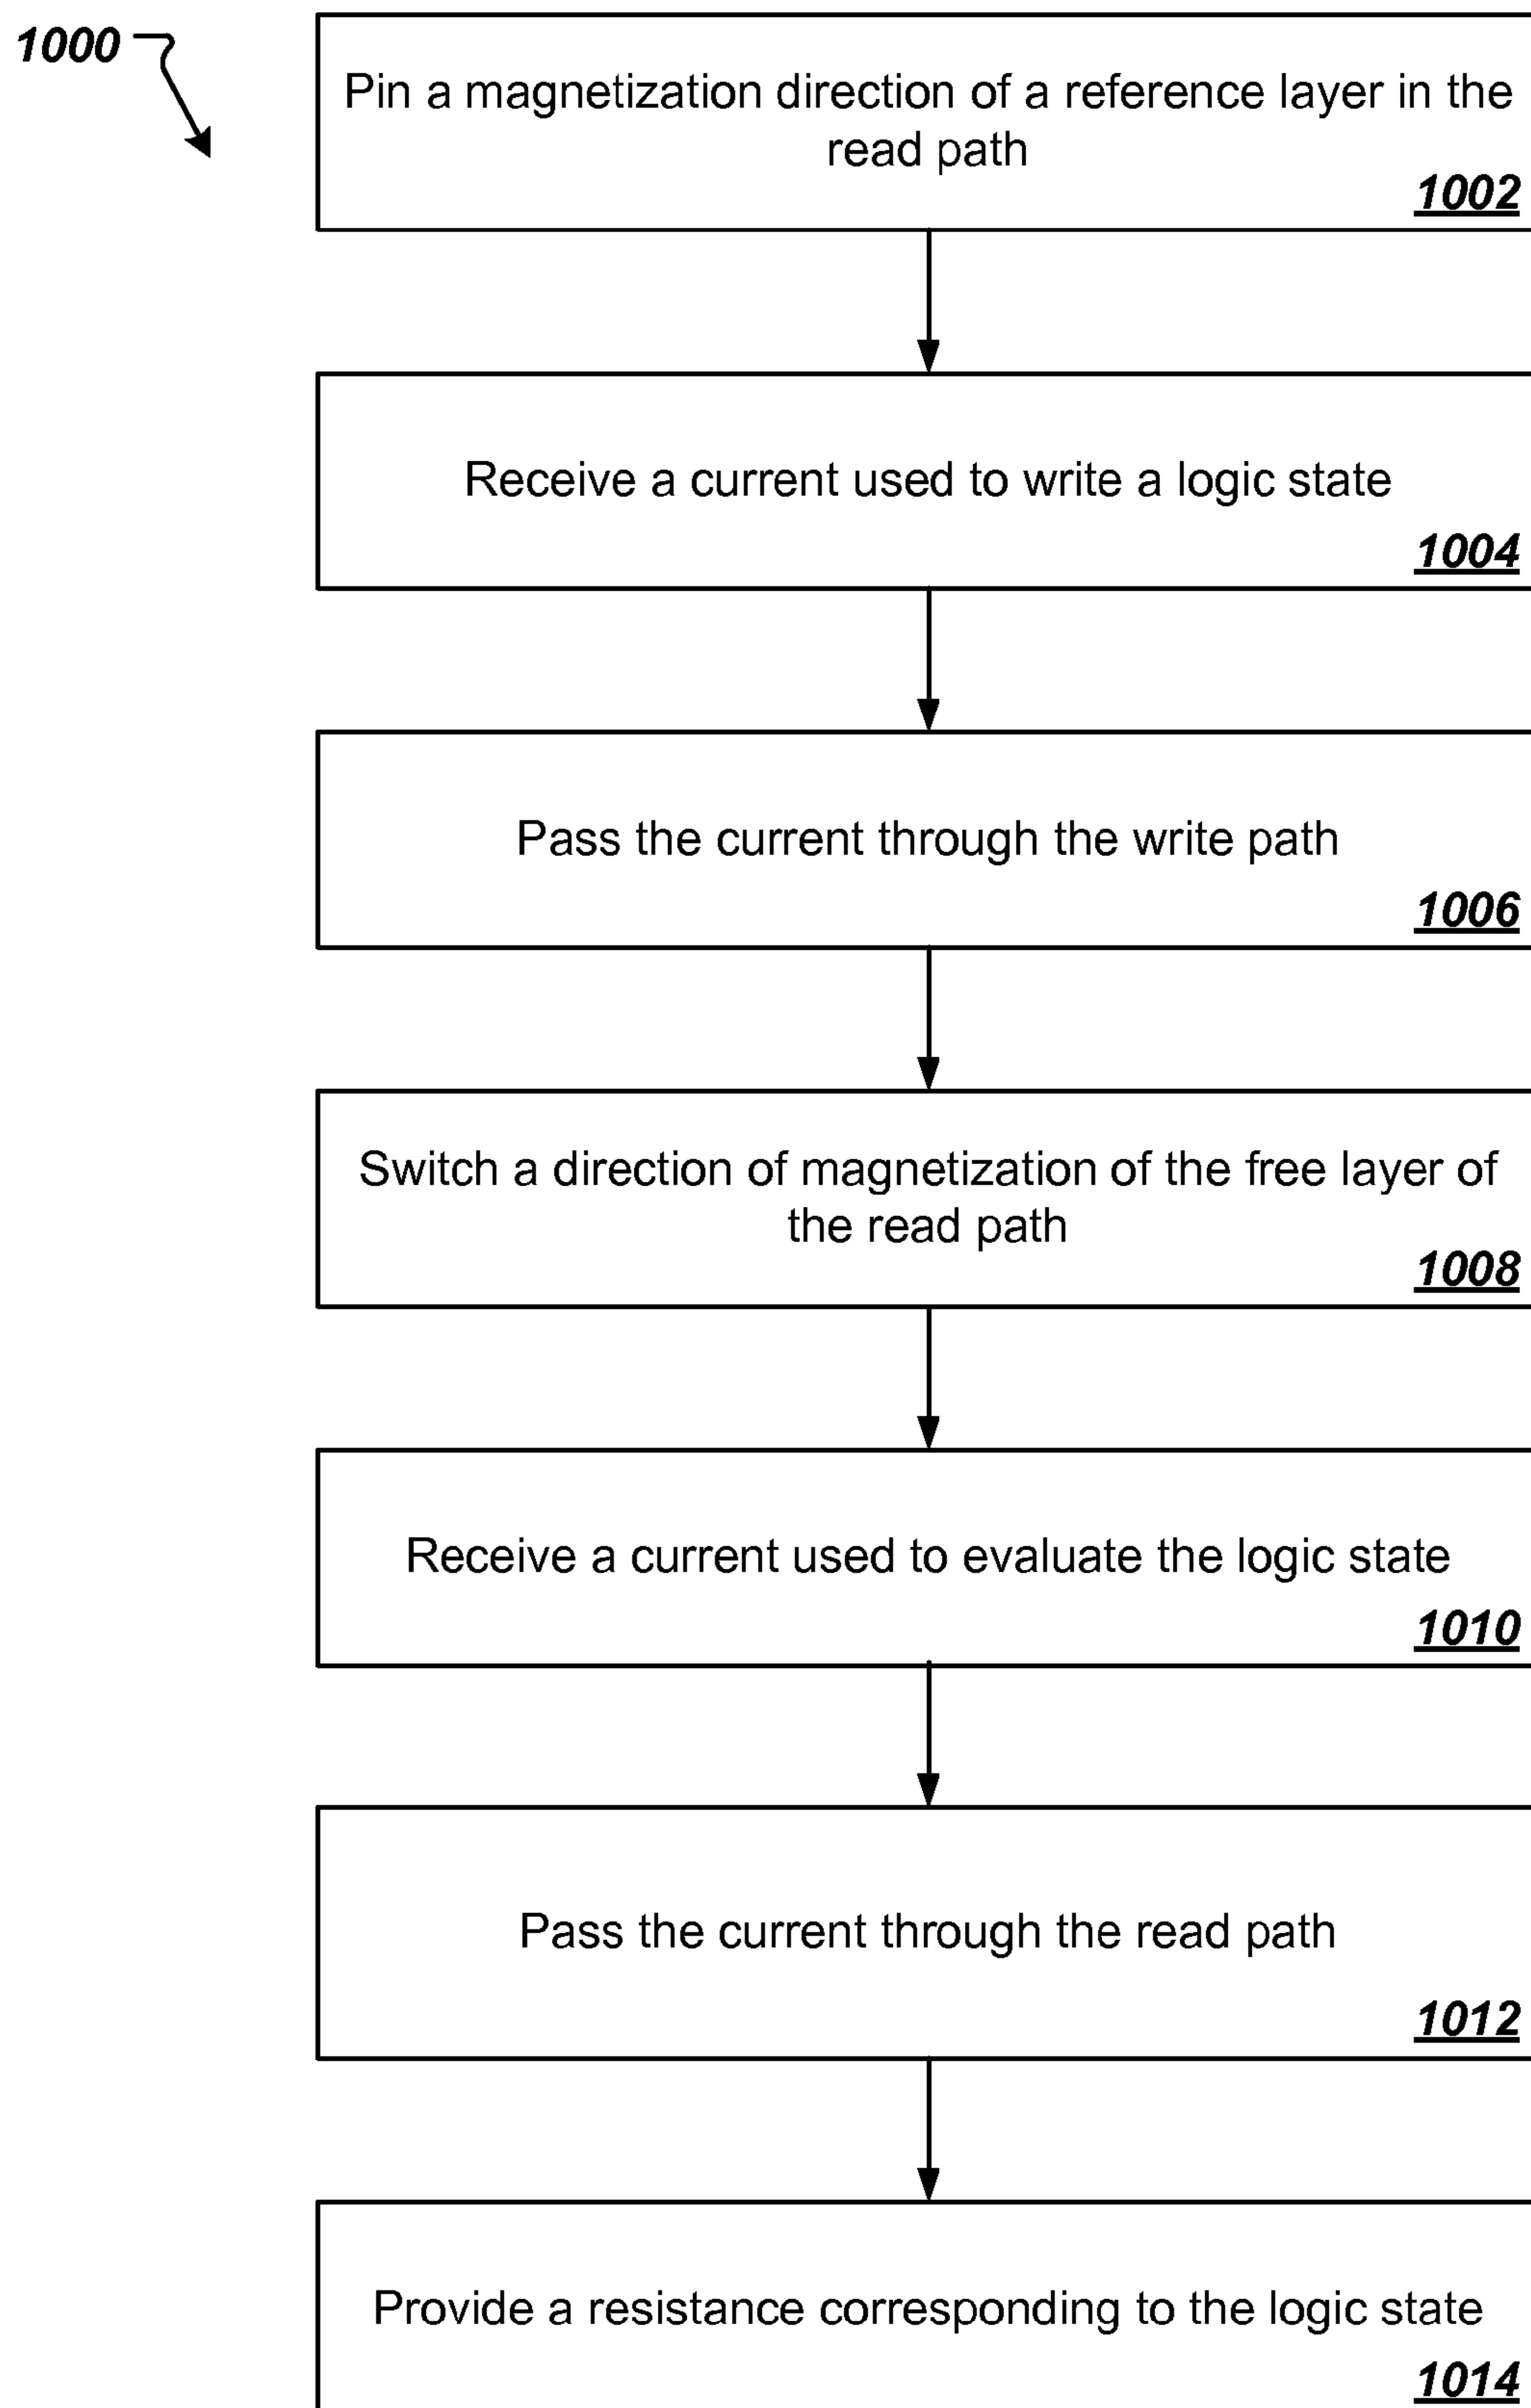 1000
Pin a magnetization direction of a reference layer in the
read path
1002
Receive a current used to write a logic state
1004
Pass the current through the write path
1006
Switch a direction of magnetization of the free layer of
the read path
1008
Receive a current used to evaluate the logic state
1010
Pass the current through the read path
1012
Provide a resistance corresponding to the logic state
1014